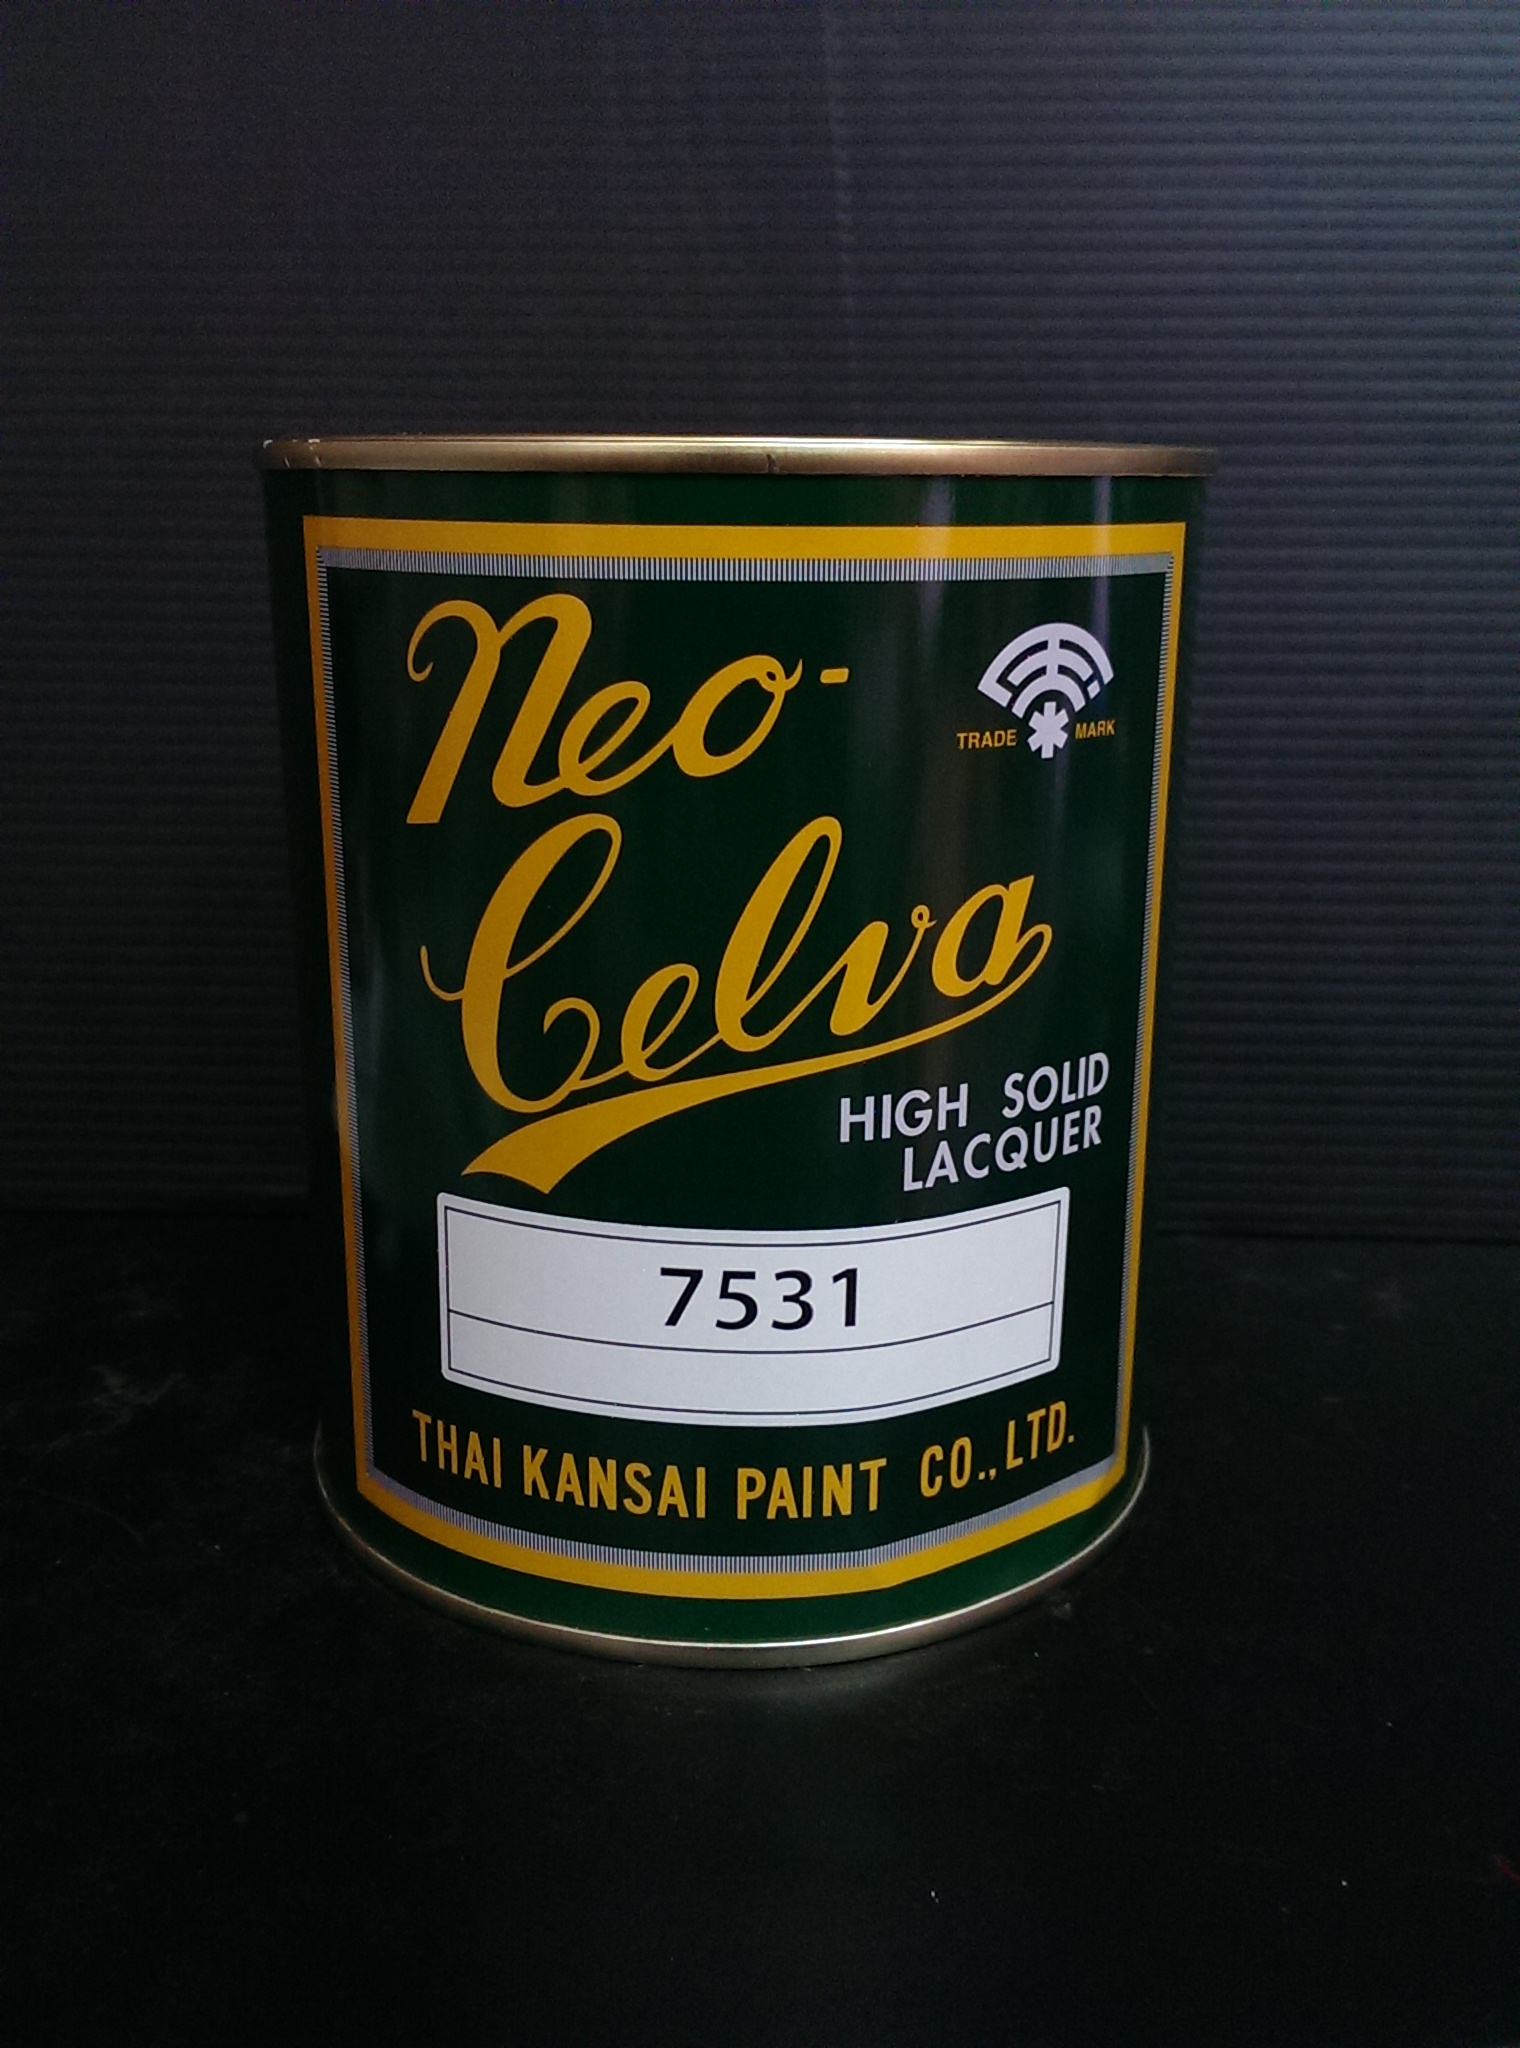 Neo-
TRADE MARK
Celva
HIGH SOLID
LACQUER
7531
THAI KANSAI PAINT CO., LTD.